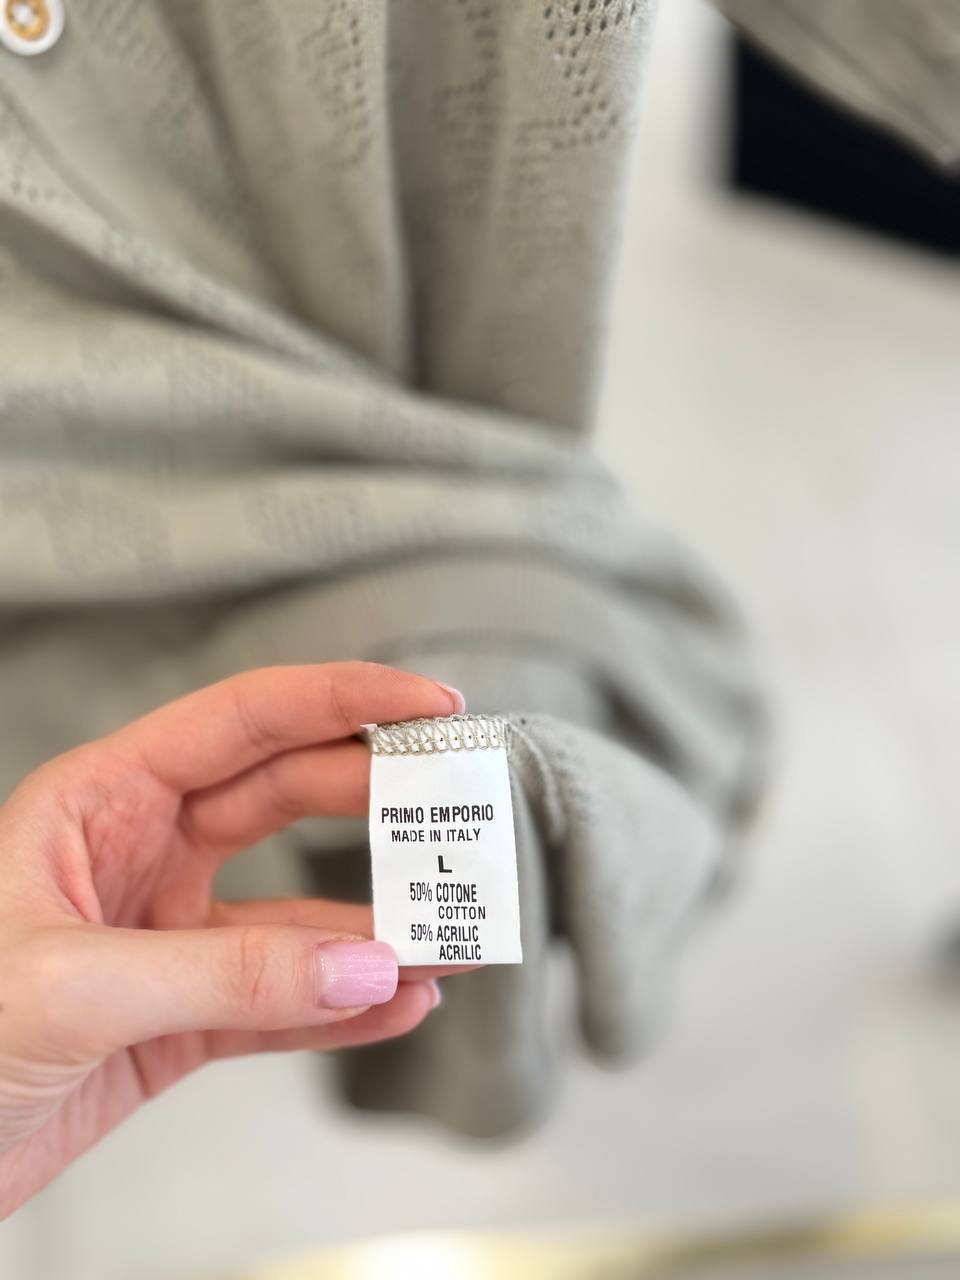 PRIMO EMPORIO
MADE IN ITALY
L
50% COTONE
COTTON
50% ACRILIC
ACRILIC